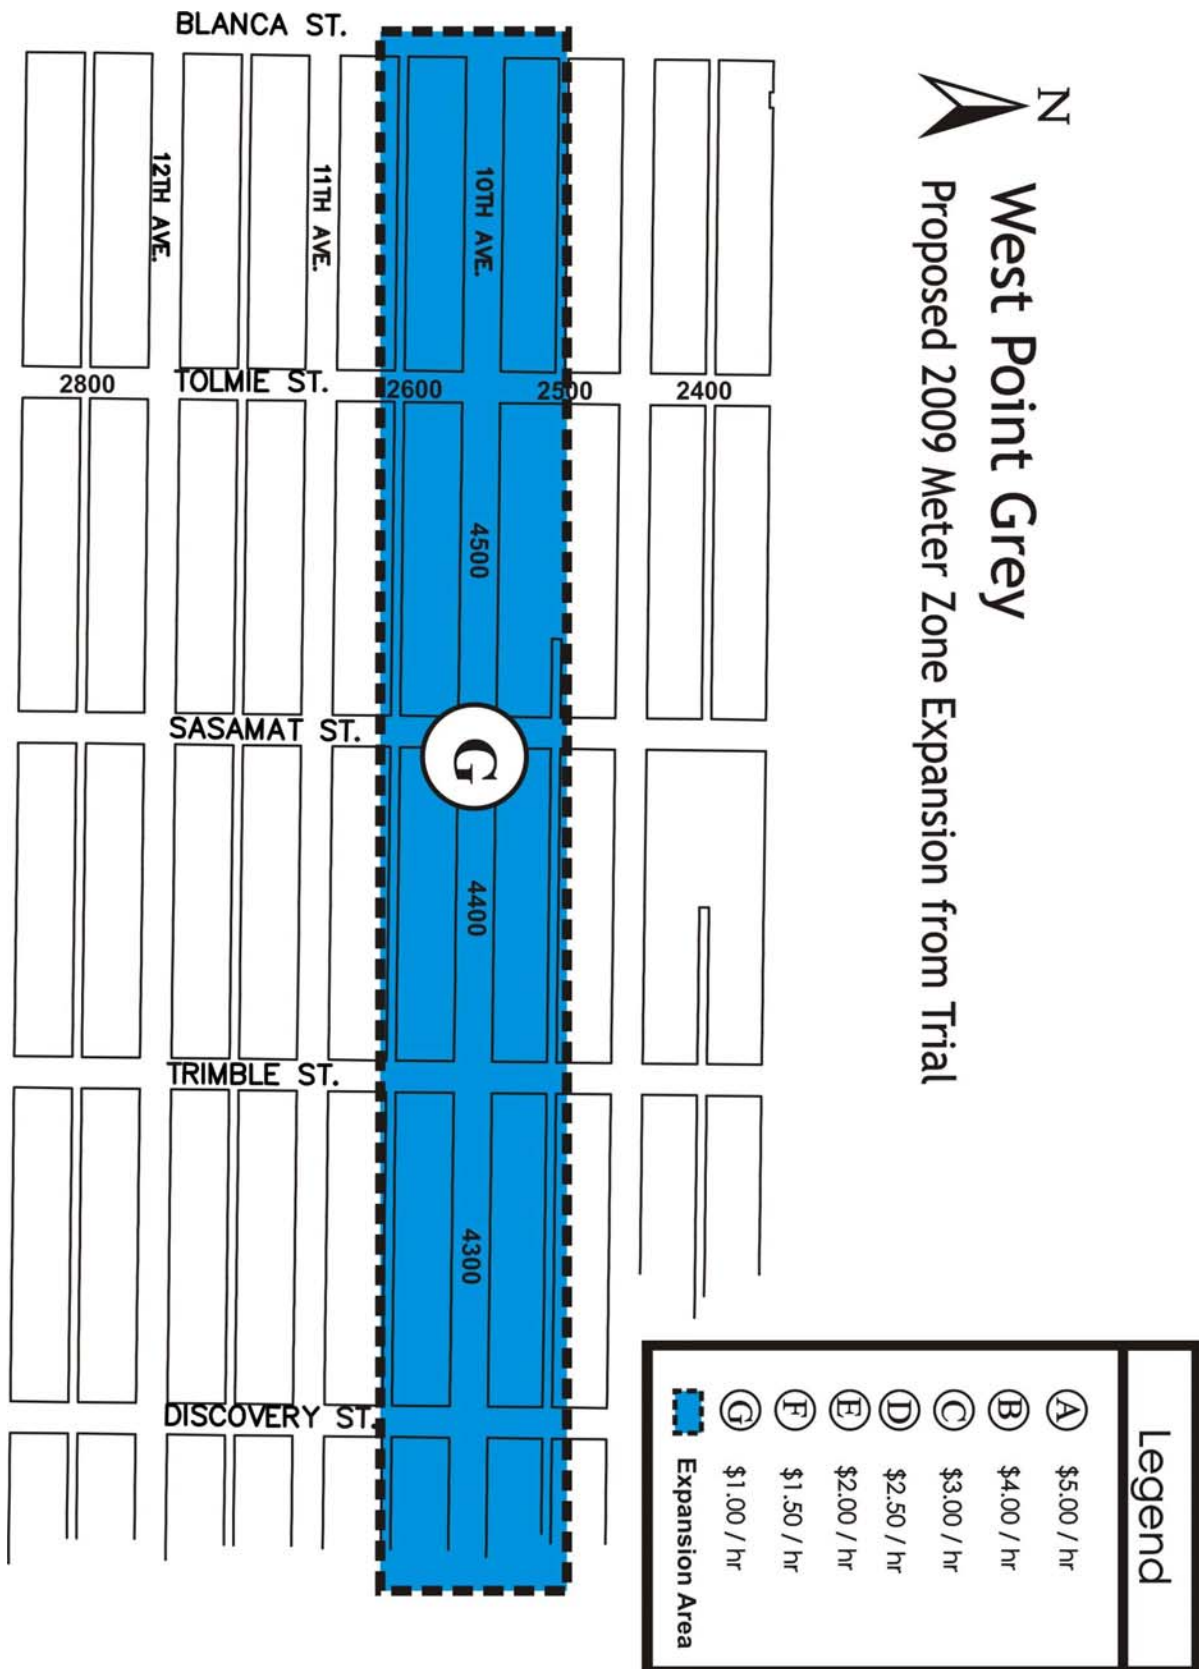 N
West Point Grey
Proposed 2009 Meter Zone Expansion from Trial
BLANCA ST.
TOLMIE ST.
SASAMAT ST.
TRIMBLE ST.
DISCOVERY ST.
2400
2500
10TH AVE.
4500
G
4400
4300
2600
11TH AVE.
12TH AVE.
2800
Legend
A $5.00 / hr
B $4.00 / hr
C $3.00 / hr
D $2.50 / hr
E $2.00 / hr
F $1.50 / hr
G $1.00 / hr
Expansion Area